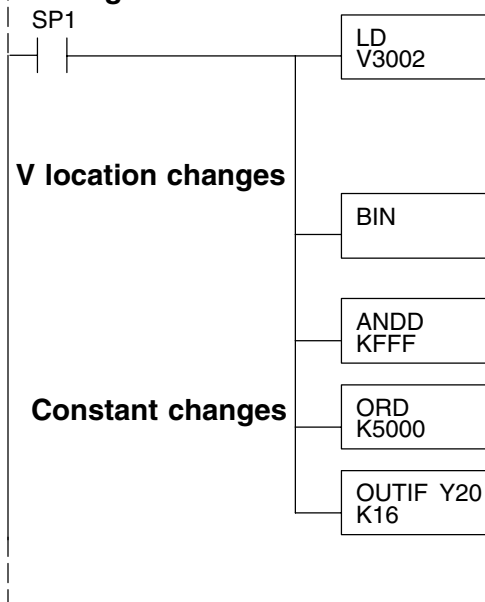 SP1
LD
V3002
V location changes
BIN
ANDD
KFFF
Constant changes
ORD
K5000
OUTIF Y20
K16